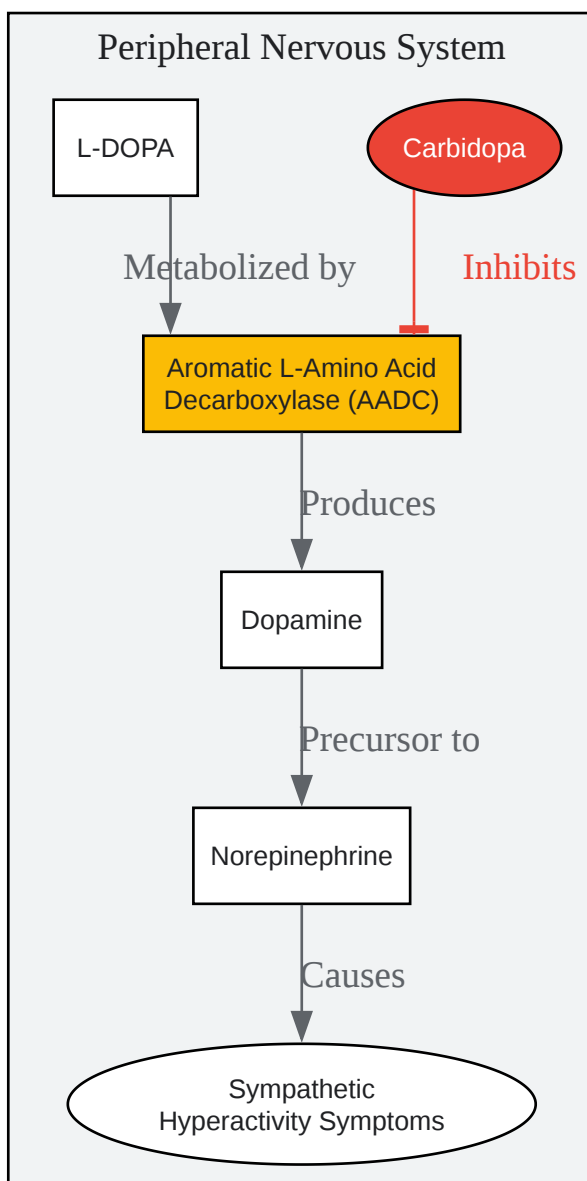 Peripheral Nervous System
L-DOPA
Carbidopa
Metabolized by
Inhibits
Aromatic L-Amino Acid
Decarboxylase (AADC)
Produces
Dopamine
Precursor to
Norepinephrine
Causes
Sympathetic
Hyperactivity Symptoms